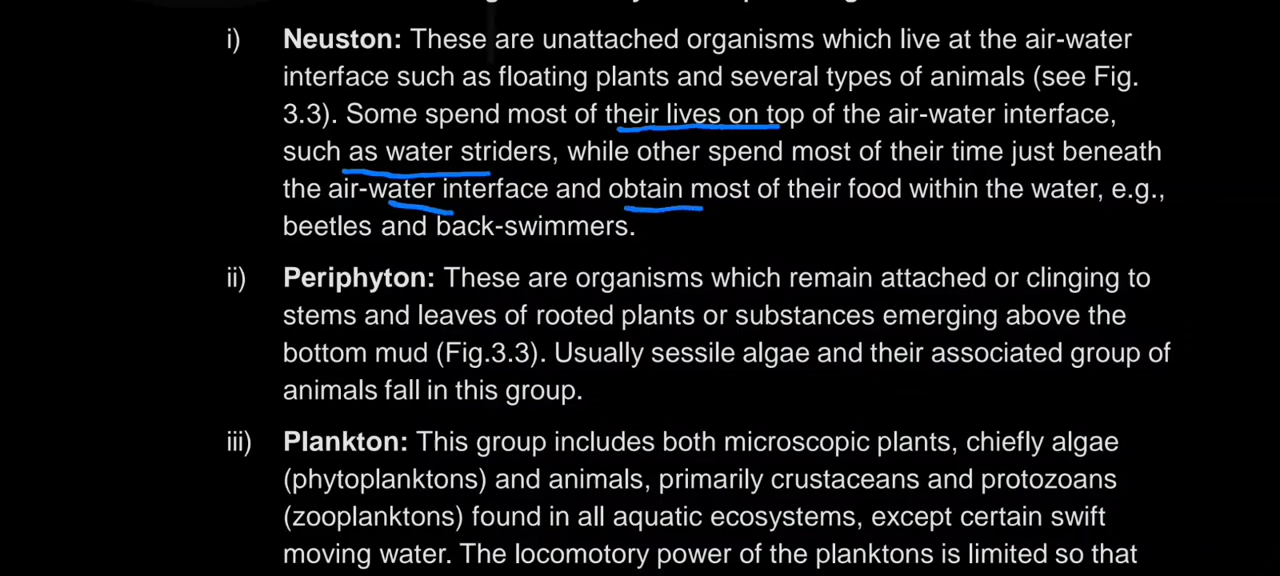 i) Neuston: These are unattached organisms which live at the air-water
interface such as floating plants and several types of animals (see Fig.
3.3). Some spend most of their lives on top of the air-water interface,
such as water striders, while other spend most of their time just beneath
the air-water interface and obtain most of their food within the water, e.g.,
beetles and back-swimmers.
ii) Periphyton: These are organisms which remain attached or clinging to
stems and leaves of rooted plants or substances emerging above the
bottom mud (Fig.3.3). Usually sessile algae and their associated group of
animals fall in this group.
iii) Plankton: This group includes both microscopic plants, chiefly algae
(phytoplanktons) and animals, primarily crustaceans and protozoans
(zooplanktons) found in all aquatic ecosystems, except certain swift
moving water. The locomotory power of the planktons is limited so that